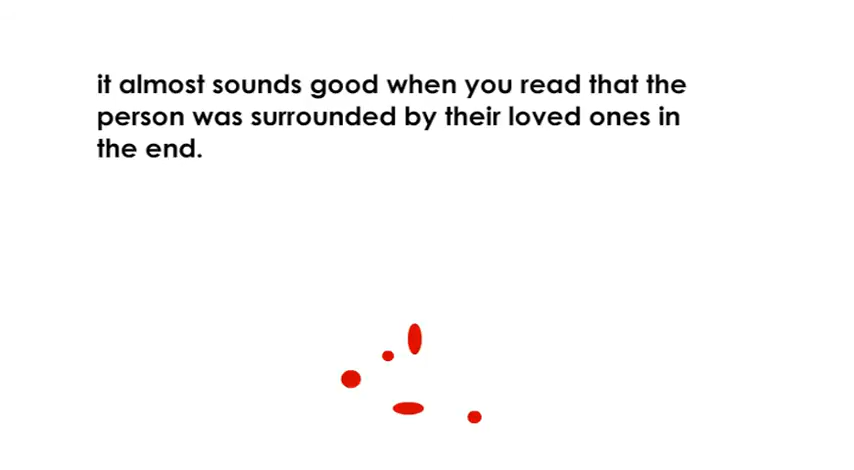 it almost sounds good when you read that the
person was surrounded by their loved ones in
the end.